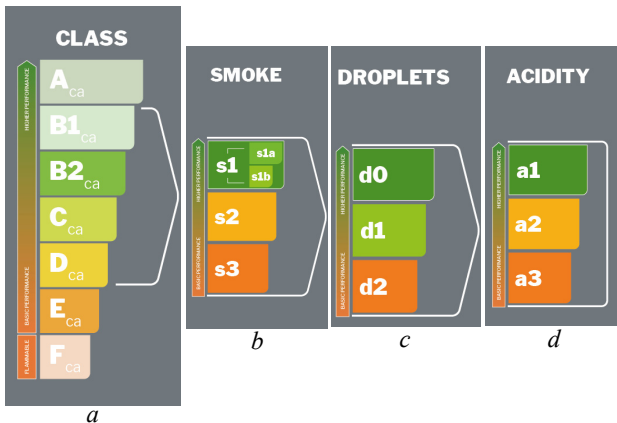 CLASS
HIGHER PERFORMANCE
BASIC PERFORMANCE
FLAMMABLE
Aca
B1ca
B2ca
Cca
Dca
Eca
Fca
a
SMOKE
HIGHER PERFORMANCE
BASIC PERFORMANCE
s1
s1a
s1b
s2
s3
b
DROPLETS
HIGHER PERFORMANCE
BASIC PERFORMANCE
d0
d1
d2
c
ACIDITY
HIGHER PERFORMANCE
BASIC PERFORMANCE
a1
a2
a3
d